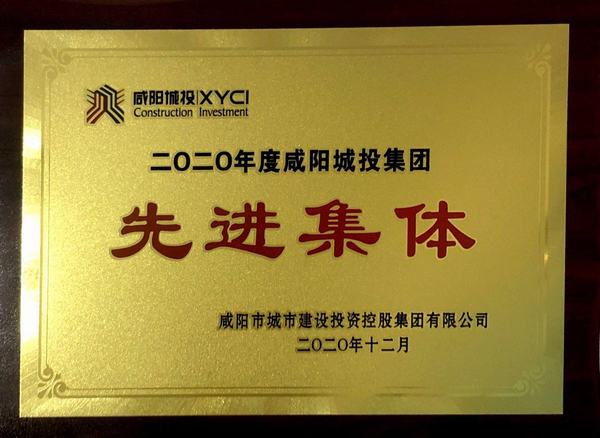 咸阳城投|XYCI
Construction Investment
二〇二〇年度咸阳城投集团
先进集体
咸阳市城市建设投资控股集团有限公司
二〇二〇年十二月